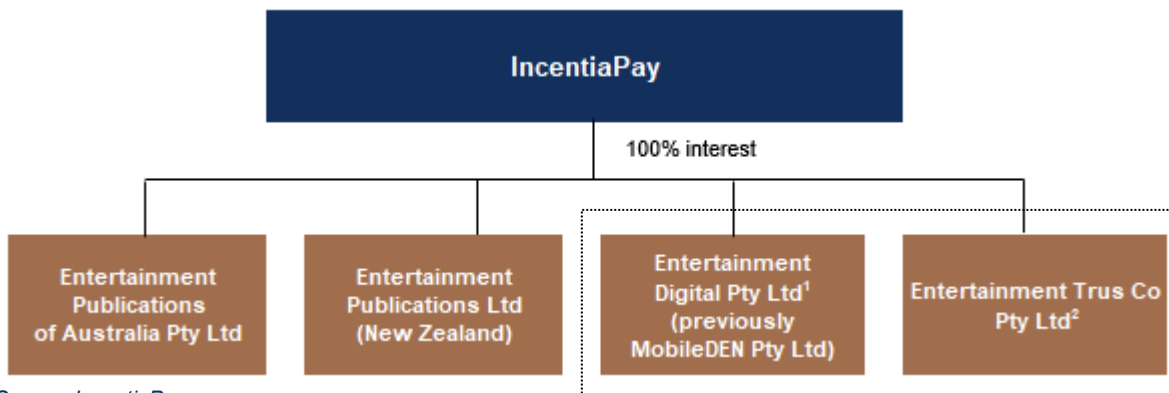 IncentiaPay
100% interest
Entertainment
Publications
of Australia Pty Ltd
Entertainment
Publications Ltd
(New Zealand)
Entertainment
Digital Pty Ltd¹
(previously
MobileDEN Pty Ltd)
Entertainment Trus Co
Pty Ltd²